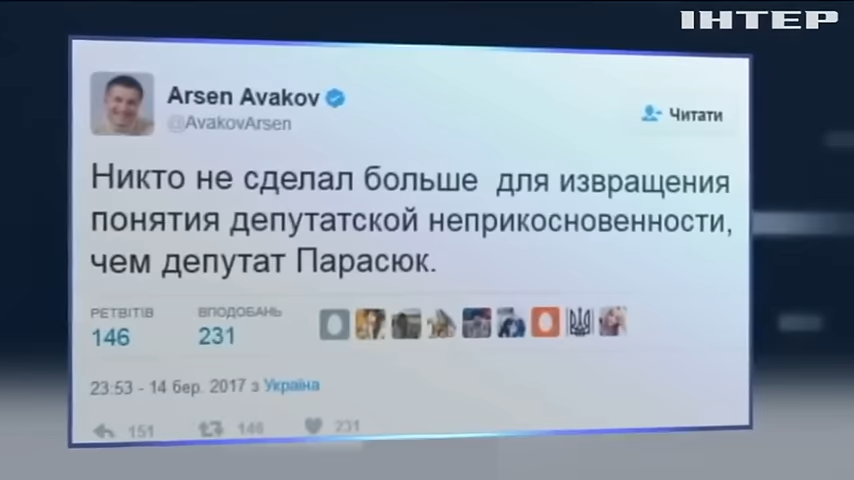 ІНТЕР
Arsen Avakov
@AvakovArsen
Читати
Никто не сделал больше для извращения
понятия депутатской неприкосновенности,
чем депутат Парасюк.
РЕТВІТІВ ВПОДОБАНЬ
146 231
23:53 - 14 бер. 2017 з Україна
151 146 231